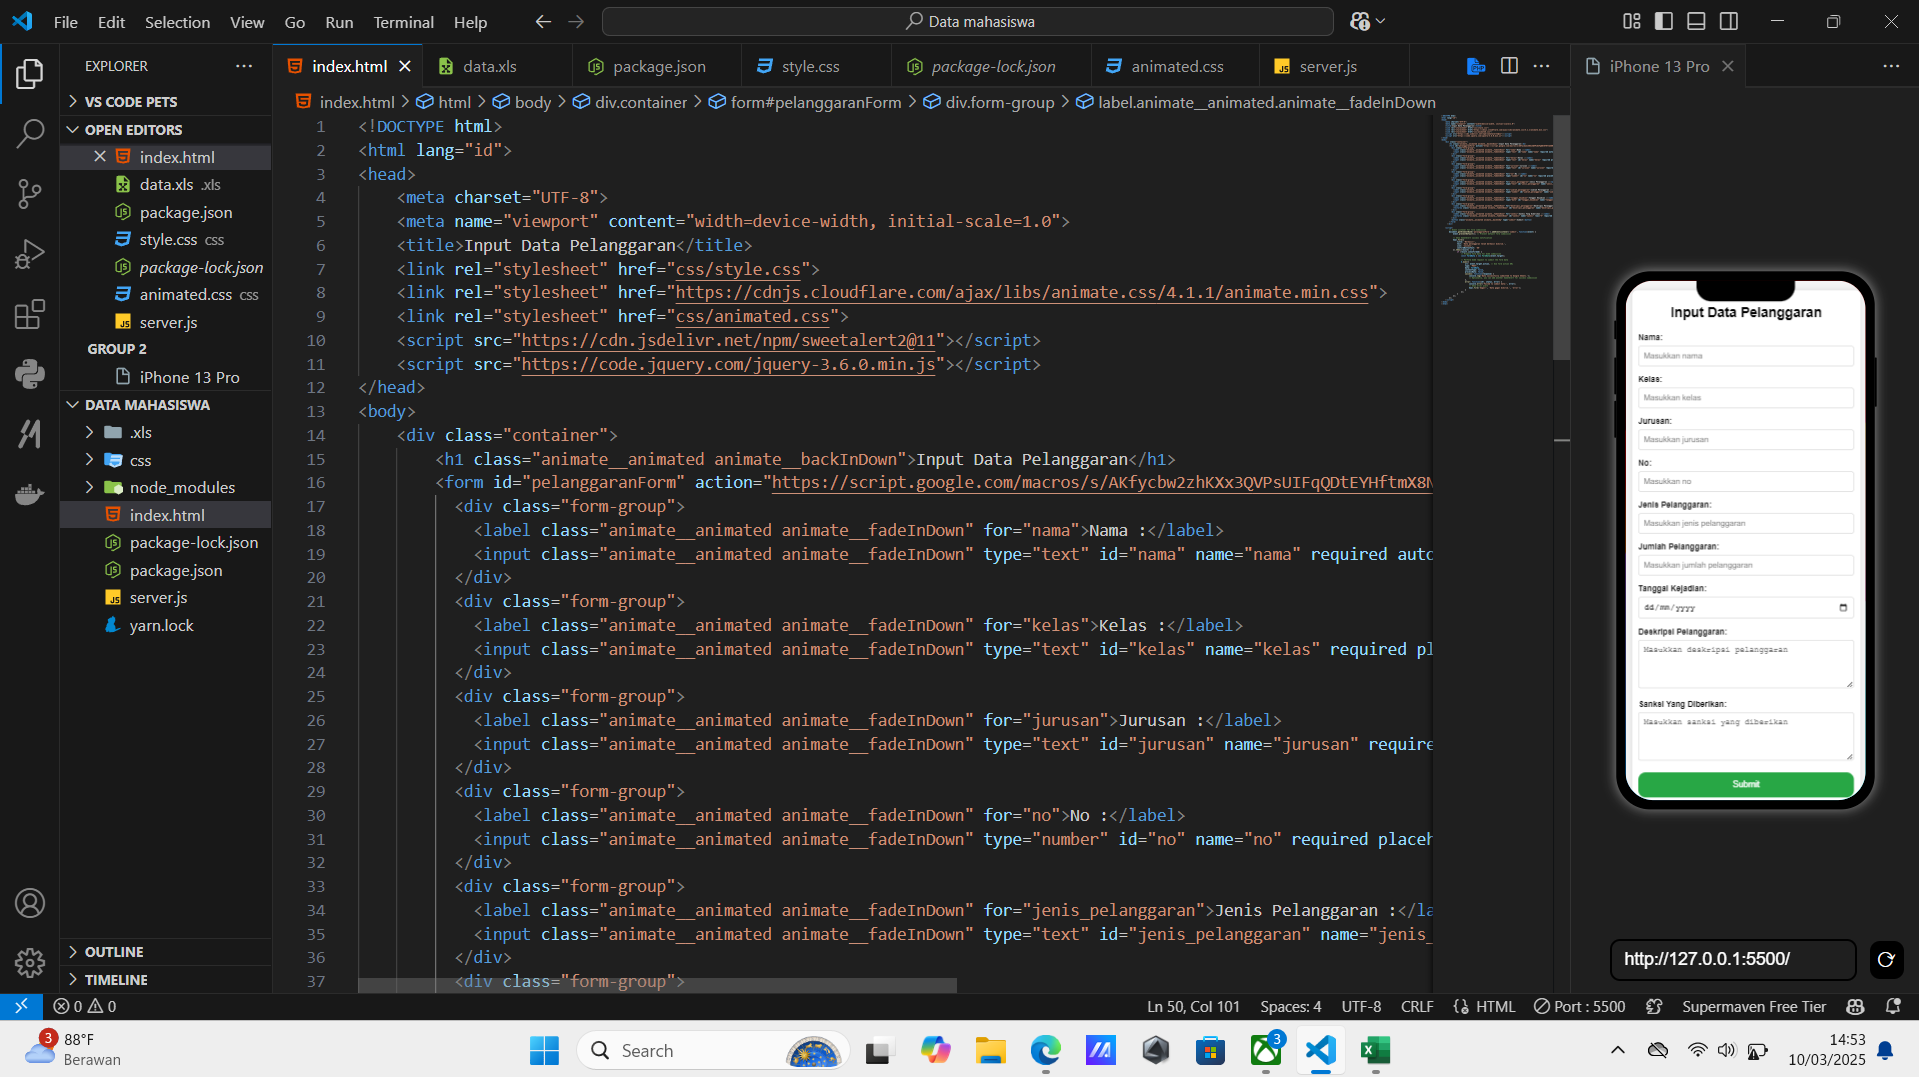 File Edit Selection View Go Run Terminal Help
Data mahasiswa
EXPLORER
VS CODE PETS
OPEN EDITORS
index.html
data.xls .xls
package.json
style.css css
package-lock.json
animated.css css
server.js
GROUP 2
iPhone 13 Pro
DATA MAHASISWA
.xls
css
node_modules
index.html
package-lock.json
package.json
server.js
yarn.lock
OUTLINE
TIMELINE
index.html data.xls package.json style.css package-lock.json animated.css server.js
index.html > html > body > div.container > form#pelanggaranForm > div.form-group > label.animate__animated.animate__fadeInDown
1 <!DOCTYPE html>
2 <html lang="id">
3 <head>
4 <meta charset="UTF-8">
5 <meta name="viewport" content="width=device-width, initial-scale=1.0">
6 <title>Input Data Pelanggaran</title>
7 <link rel="stylesheet" href="css/style.css">
8 <link rel="stylesheet" href="https://cdnjs.cloudflare.com/ajax/libs/animate.css/4.1.1/animate.min.css">
9 <link rel="stylesheet" href="css/animated.css">
10 <script src="https://cdn.jsdelivr.net/npm/sweetalert2@11"></script>
11 <script src="https://code.jquery.com/jquery-3.6.0.min.js"></script>
12 </head>
13 <body>
14 <div class="container">
15 <h1 class="animate__animated animate__backInDown">Input Data Pelanggaran</h1>
16 <form id="pelanggaranForm" action="https://script.google.com/macros/s/AKfycbw2zhKXx3QVPsUIFqQDtEYHftmX8N
17 <div class="form-group">
18 <label class="animate__animated animate__fadeInDown" for="nama">Nama :</label>
19 <input class="animate__animated animate__fadeInDown" type="text" id="nama" name="nama" required autc
20 </div>
21 <div class="form-group">
22 <label class="animate__animated animate__fadeInDown" for="kelas">Kelas :</label>
23 <input class="animate__animated animate__fadeInDown" type="text" id="kelas" name="kelas" required pl
24 </div>
25 <div class="form-group">
26 <label class="animate__animated animate__fadeInDown" for="jurusan">Jurusan :</label>
27 <input class="animate__animated animate__fadeInDown" type="text" id="jurusan" name="jurusan" require
28 </div>
29 <div class="form-group">
30 <label class="animate__animated animate__fadeInDown" for="no">No :</label>
31 <input class="animate__animated animate__fadeInDown" type="number" id="no" name="no" required placeh
32 </div>
33 <div class="form-group">
34 <label class="animate__animated animate__fadeInDown" for="jenis_pelanggaran">Jenis Pelanggaran :</la
35 <input class="animate__animated animate__fadeInDown" type="text" id="jenis_pelanggaran" name="jenis_
36 </div>
37 <div class="form-group">
iPhone 13 Pro
Input Data Pelanggaran
Nama:
Masukkan nama
Kelas:
Masukkan kelas
Jurusan:
Masukkan jurusan
No:
Masukkan no
Jenis Pelanggaran:
Masukkan jenis pelanggaran
Jumlah Pelanggaran:
Masukkan jumlah pelanggaran
Tanggal Kejadian:
dd/mm/yyyy
Deskripsi Pelanggaran:
Masukkan deskripsi pelanggaran
Sanksi Yang Diberikan:
Masukkan sanksi yang diberikan
Submit
http://127.0.0.1:5500/
0 0
Ln 50, Col 101 Spaces: 4 UTF-8 CRLF HTML Port : 5500 Supermaven Free Tier
3
88°F
Berawan
Search
3
14:53
10/03/2025